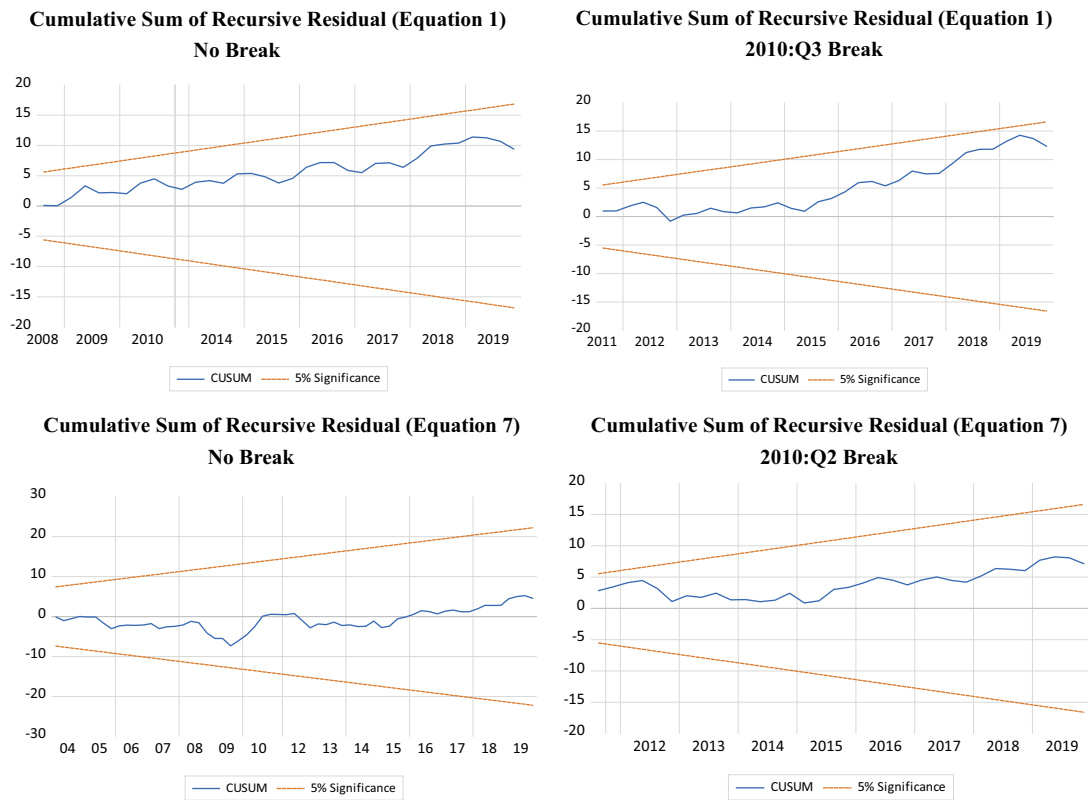 Cumulative Sum of Recursive Residual (Equation 1)
No Break
20
15
10
5
0
-5
-10
-15
-20
2008 2009 2010 2014 2015 2016 2017 2018 2019
CUSUM 5% Significance
Cumulative Sum of Recursive Residual (Equation 1)
2010:Q3 Break
20
15
10
5
0
-5
-10
-15
-20
2011 2012 2013 2014 2015 2016 2017 2018 2019
CUSUM 5% Significance
Cumulative Sum of Recursive Residual (Equation 7)
No Break
30
20
10
0
-10
-20
-30
04 05 06 07 08 09 10 12 13 14 15 16 17 18 19
CUSUM 5% Significance
Cumulative Sum of Recursive Residual (Equation 7)
2010:Q2 Break
20
15
10
5
0
-5
-10
-15
-20
2012 2013 2014 2015 2016 2017 2018 2019
CUSUM 5% Significance